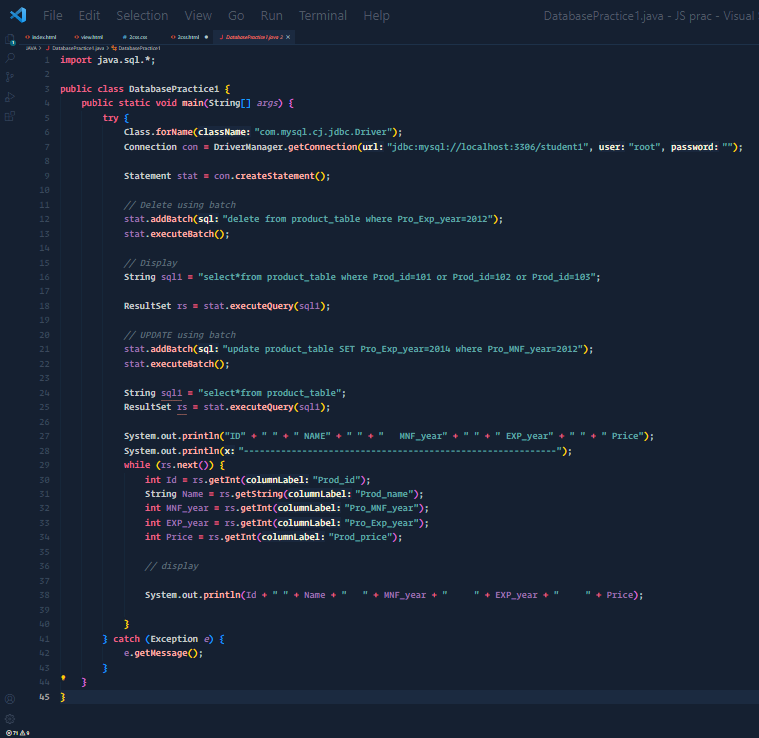 File Edit Selection View Go Run Terminal Help DatabasePractice1.java - JS prac - Visual
index.html view.html 2css.css 2css.html DatabasePractice1.java 2
JAVA > DatabasePractice1.java > DatabasePractice1
1 import java.sql.*;
2
3 public class DatabasePractice1 {
4 public static void main(String[] args) {
5 try {
6 Class.forName(className: "com.mysql.cj.jdbc.Driver");
7 Connection con = DriverManager.getConnection(url: "jdbc:mysql://localhost:3306/student1", user: "root", password: "");
8
9 Statement stat = con.createStatement();
10
11 // Delete using batch
12 stat.addBatch(sql: "delete from product_table where Pro_Exp_year=2012");
13 stat.executeBatch();
14
15 // Display
16 String sql1 = "select*from product_table where Prod_id=101 or Prod_id=102 or Prod_id=103";
17
18 ResultSet rs = stat.executeQuery(sql1);
19
20 // UPDATE using batch
21 stat.addBatch(sql: "update product_table SET Pro_Exp_year=2014 where Pro_MNF_year=2012");
22 stat.executeBatch();
23
24 String sql1 = "select*from product_table";
25 ResultSet rs = stat.executeQuery(sql1);
26
27 System.out.println("ID" + " " + " NAME" + " " + "   MNF_year" + " " + " EXP_year" + " " + " Price");
28 System.out.println(x: "-----------------------------------------------------------");
29 while (rs.next()) {
30 int Id = rs.getInt(columnLabel: "Prod_id");
31 String Name = rs.getString(columnLabel: "Prod_name");
32 int MNF_year = rs.getInt(columnLabel: "Pro_MNF_year");
33 int EXP_year = rs.getInt(columnLabel: "Pro_Exp_year");
34 int Price = rs.getInt(columnLabel: "Prod_price");
35
36 // display
37
38 System.out.println(Id + " " + Name + "   " + MNF_year + "     " + EXP_year + "     " + Price);
39
40 }
41 } catch (Exception e) {
42 e.getMessage();
43 }
44 }
45 }
71 9